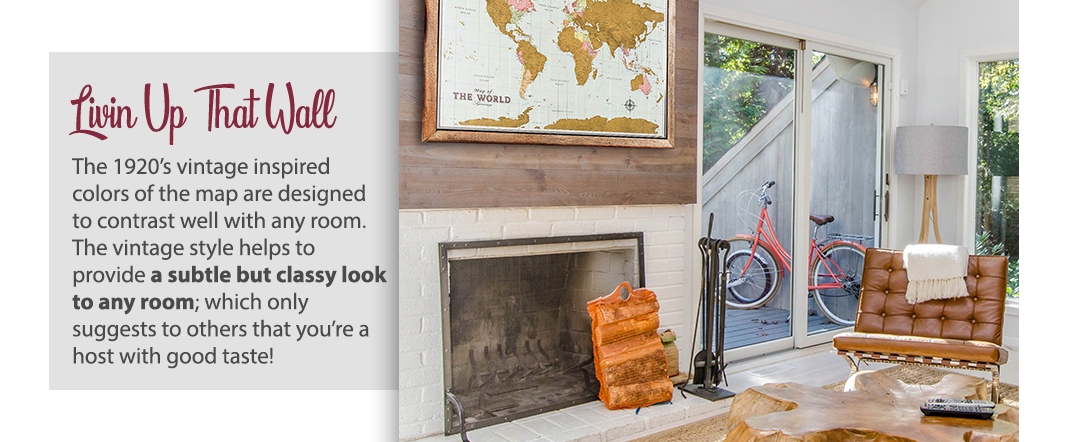 Livin Up That Wall
The 1920's vintage inspired
colors of the map are designed
to contrast well with any room.
The vintage style helps to
provide a subtle but classy look
to any room; which only
suggests to others that you're a
host with good taste!
Map of
THE WORLD